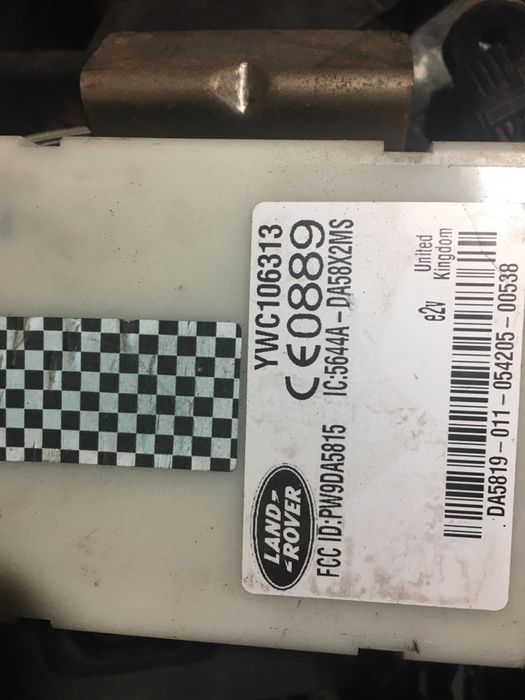 YWC106313
CE0889
LAND-
-ROVER
FCC ID:PW9DA5815
IC:5644A-DA58X2MS
e2v
United
Kingdom
DA5819-011-054205-00538